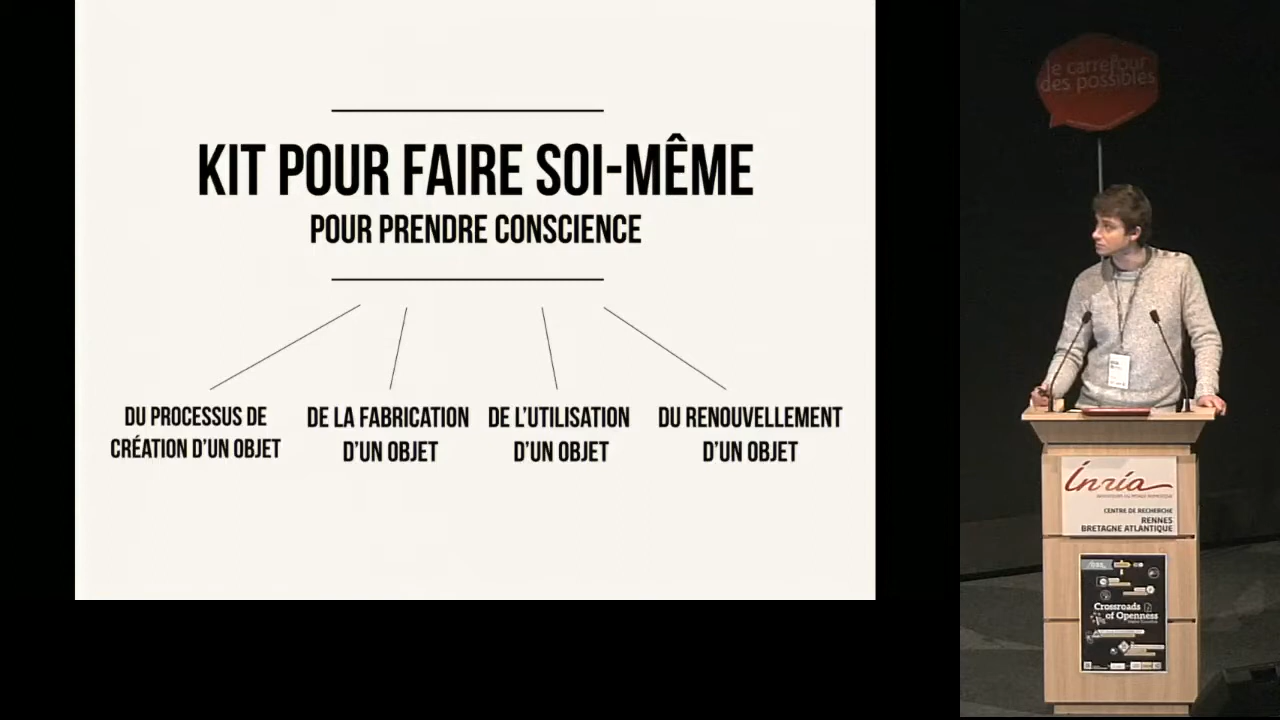 KIT POUR FAIRE SOI-MÊME
POUR PRENDRE CONSCIENCE
DU PROCESSUS DE
CRÉATION D'UN OBJET
DE LA FABRICATION
D'UN OBJET
DE L'UTILISATION
D'UN OBJET
DU RENOUVELLEMENT
D'UN OBJET
le carrefour
des possibles
Inria
CENTRE DE RECHERCHE
RENNES
BRETAGNE ATLANTIQUE
Crossroads
of Openness